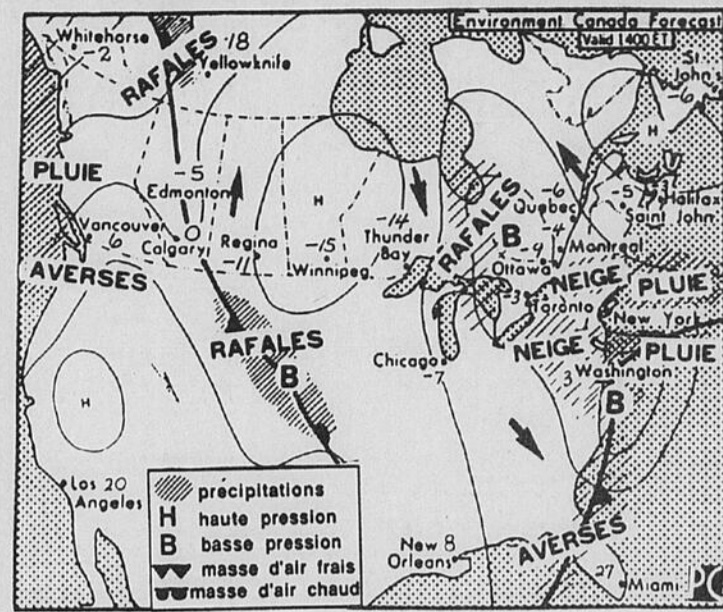 Environment Canada Forecast
Valid 1400 ET
Whitehorse
-2
RAFALES
-18
Yellowknife
St
John's
-6
H
PLUIE
-5
Edmonton
H
RAFALES
-6
Quebec
-5
Halifax
Saint John
Vancouver
6
0
Calgary
Regina
-11
-15
Winnipeg
-14
Thunder
Bay
B
-9
Ottawa
-4
Montreal
AVERSES
-3
Toronto
NEIGE
PLUIE
New York
RAFALES
B
Chicago
-7
NEIGE
3
Washington
PLUIE
B
H
Los 20
Angeles
précipitations
H haute pression
B basse pression
masse d'air frais
masse d'air chaud
New 8
Orleans
AVERSES
27
Miami
PC